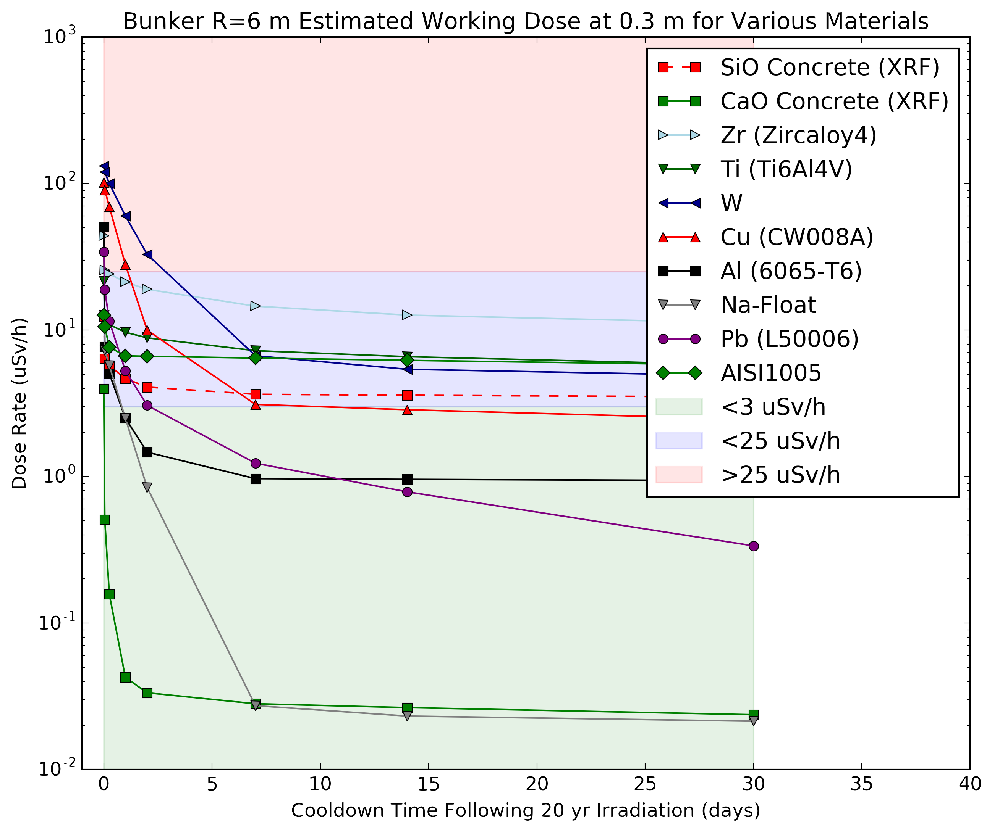 Bunker R=6 m Estimated Working Dose at 0.3 m for Various Materials
10^3
10^2
10^1
10^0
10^-1
10^-2
Dose Rate (uSv/h)
SiO Concrete (XRF)
CaO Concrete (XRF)
Zr (Zircaloy4)
Ti (Ti6Al4V)
W
Cu (CW008A)
Al (6065-T6)
Na-Float
Pb (L50006)
AISI1005
<3 uSv/h
<25 uSv/h
>25 uSv/h
0 5 10 15 20 25 30 35 40
Cooldown Time Following 20 yr Irradiation (days)